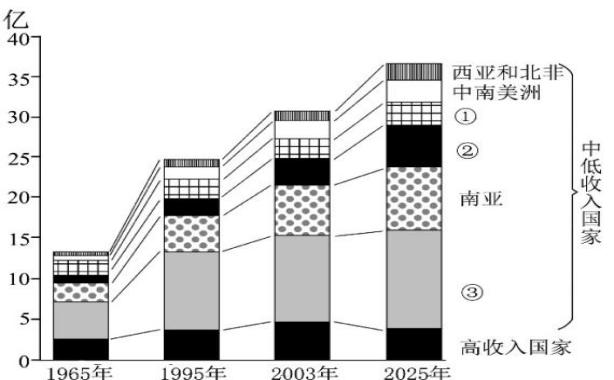 亿
40
35
30
25
20
15
10
5
0
1965年
1995年
2003年
2025年
西亚和北非
中南美洲
①
②
南亚
③
高收入国家
中低收入国家